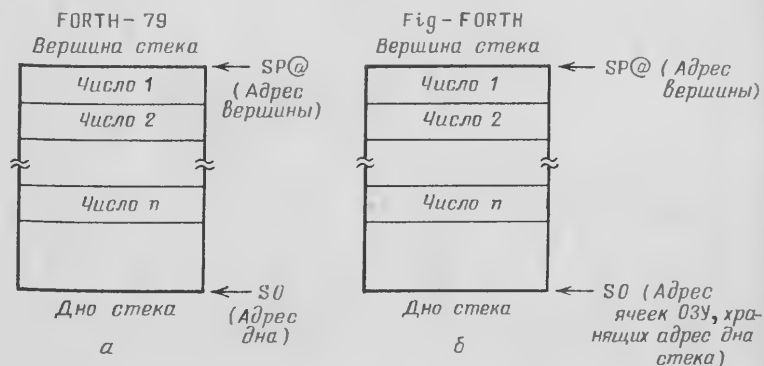 FORTH-79
Вершина стека
SP@
(Адрес
вершины)
Число 1
Число 2
Число n
S0
(Адрес
дна)
Дно стека
а
Fig-FORTH
Вершина стека
SP@ (Адрес
вершины)
Число 1
Число 2
Число n
S0 (Адрес
ячеек ОЗУ, хра-
нящих адрес дна
стека)
Дно стека
б